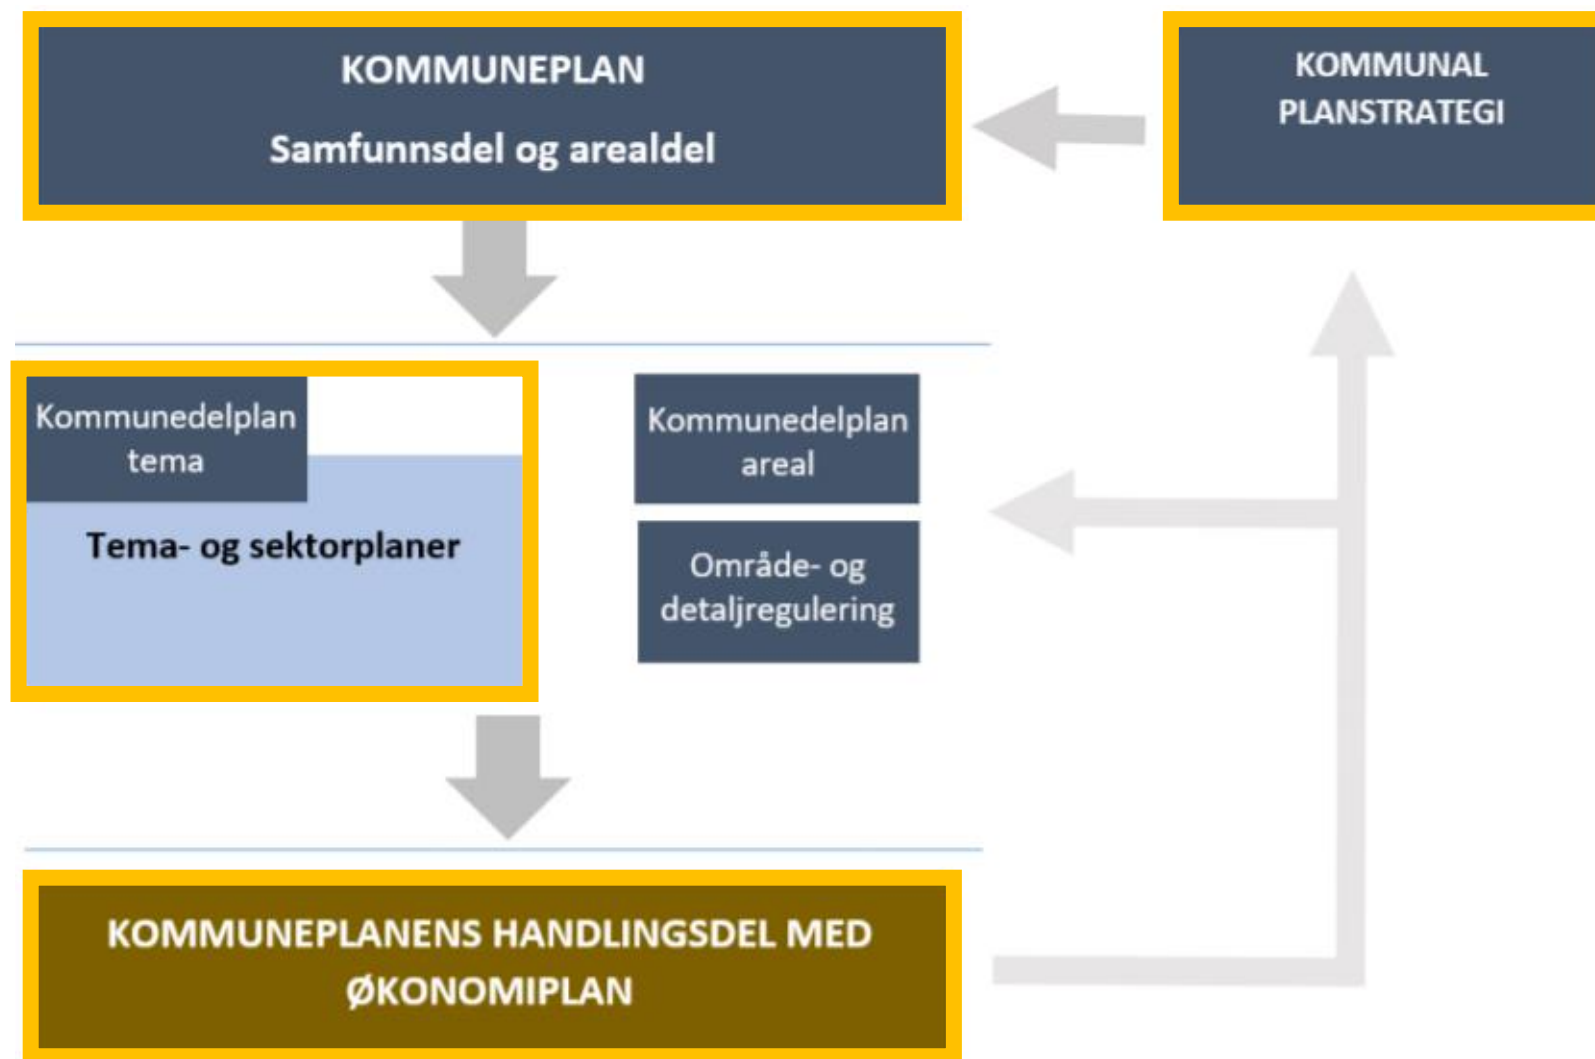 KOMMUNEPLAN
Samfunnsdel og arealdel
KOMMUNAL
PLANSTRATEGI
Kommunedelplan
tema
Tema- og sektorplaner
Kommunedelplan
areal
Område- og
detaljregulering
KOMMUNEPLANENS HANDLINGSDEL MED
ØKONOMIPLAN